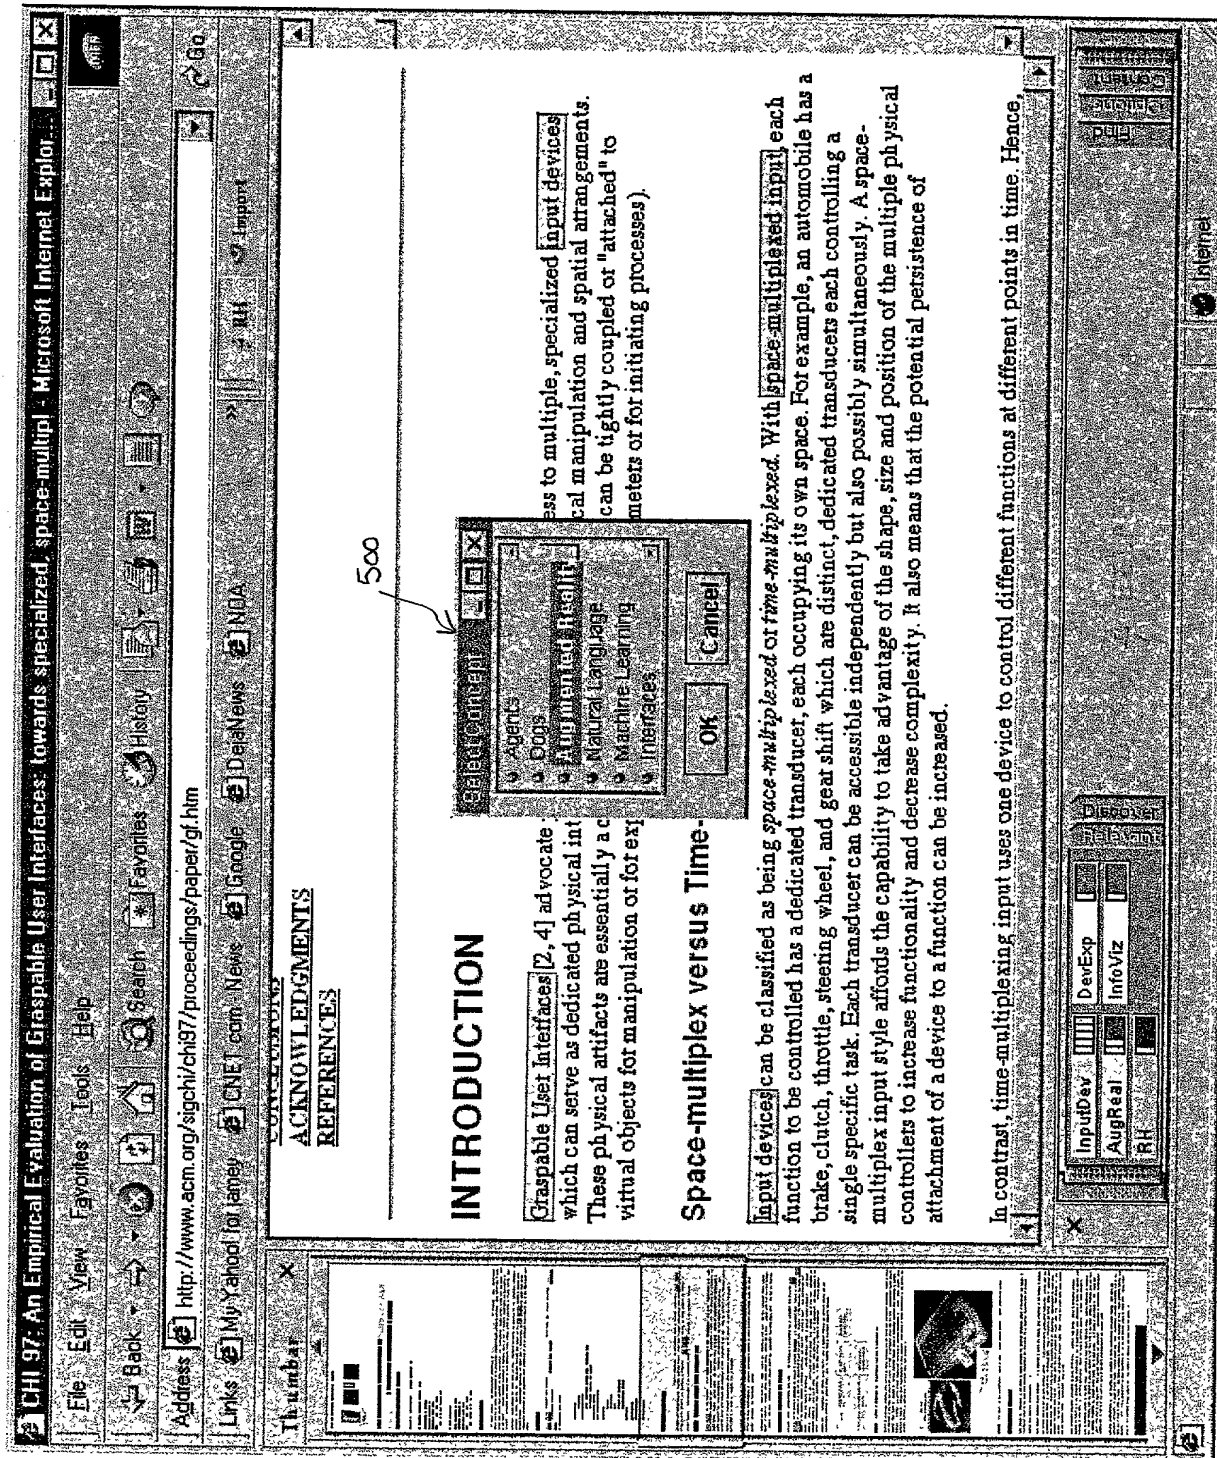 CHI 97: An Empirical Evaluation of Graspable User Interfaces: towards specialized, space-multipl - Microsoft Internet Explor...
File Edit View Favorites Tools Help
Back Search Favorites History
Address http://www.acm.org/sigchi/chi97/proceedings/paper/gf.htm Go
Links My Yahoo! for jamey CNET.com-News Google DejaNews NDA » RH Import
Thumbar
CONCLUSIONS
ACKNOWLEDGMENTS
REFERENCES
500
INTRODUCTION
Graspable User Interfaces [2, 4] advocate
ess to multiple, specialized input devices
which can serve as dedicated physical int
cal manipulation and spatial arrangements.
These physical artifacts are essentially a c
can be tightly coupled or "attached" to
virtual objects for manipulation or for exp
meters or for initiating processes).
Select Concept
Agents
Dogs
Augmented Realit
Natural Language
Machine Learning
Interfaces
OK Cancel
Space-multiplex versus Time-
Input devices can be classified as being space-multiplexed or time-multiplexed. With space-multiplexed input, each
function to be controlled has a dedicated transducer, each occupying its own space. For example, an automobile has a
brake, clutch, throttle, steering wheel, and gear shift which are distinct, dedicated transducers each controlling a
single specific task. Each transducer can be accessible independently but also possibly simultaneously. A space-
multiplex input style affords the capability to take advantage of the shape, size and position of the multiple physical
controllers to increase functionality and decrease complexity. It also means that the potential persistence of
attachment of a device to a function can be increased.
In contrast, time-multiplexing input uses one device to control different functions at different points in time. Hence,
InputDev DevExp
AugReal InfoViz
RH
Relevant
Discover
Find
Options
Content
Internet